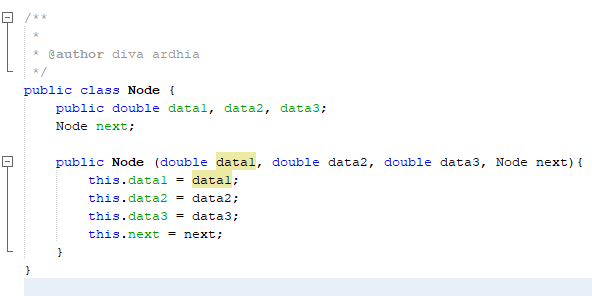 /**
 *
 * @author diva ardhia
 */
public class Node {
    public double data1, data2, data3;
    Node next;

    public Node (double data1, double data2, double data3, Node next){
        this.data1 = data1;
        this.data2 = data2;
        this.data3 = data3;
        this.next = next;
    }
}